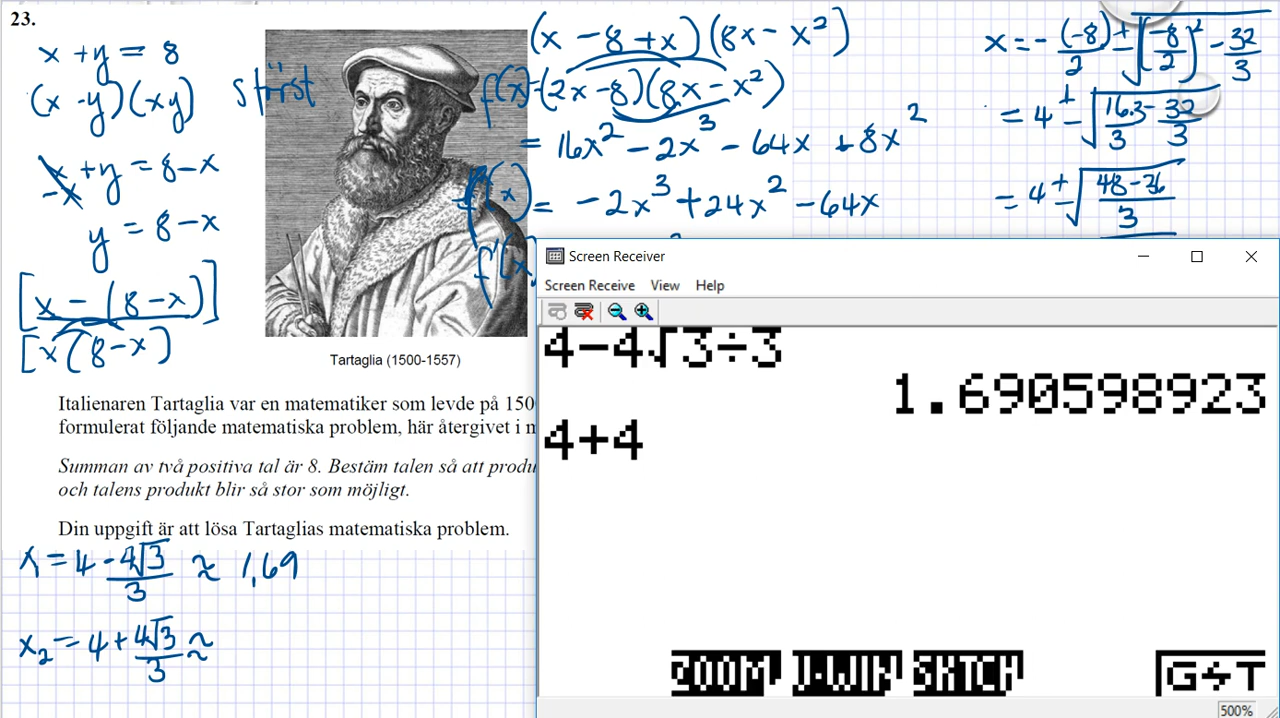 23.
x + y = 8
(x - y)(xy) störst
x + y = 8 - x
-x
y = 8 - x
[x - (8 - x)]
[x(8 - x)]
Tartaglia (1500-1557)
(x - 8 + x)(8x - x²)
f(x) = (2x - 8)(8x - x²)
= 16x² - 2x³ - 64x + 8x²
f(x) = -2x³ + 24x² - 64x
f'(x)
x = -(-8)/2 ± √((-8/2)² - 32/3)
= 4 ± √(16·3/3 - 32/3)
= 4 ± √((48-36)/3)
Italienaren Tartaglia var en matematiker som levde på 150
formulerat följande matematiska problem, här återgivet i
Summan av två positiva tal är 8. Bestäm talen så att produ
och talens produkt blir så stor som möjligt.
Din uppgift är att lösa Tartaglias matematiska problem.
x₁ = 4 - 4√3/3 ≈ 1,69
x₂ = 4 + 4√3/3 ≈
Screen Receiver
Screen Receive View Help
4-4√3÷3
1.690598923
4+4
ZOOM V-WIN SKTCH G↔T
500%